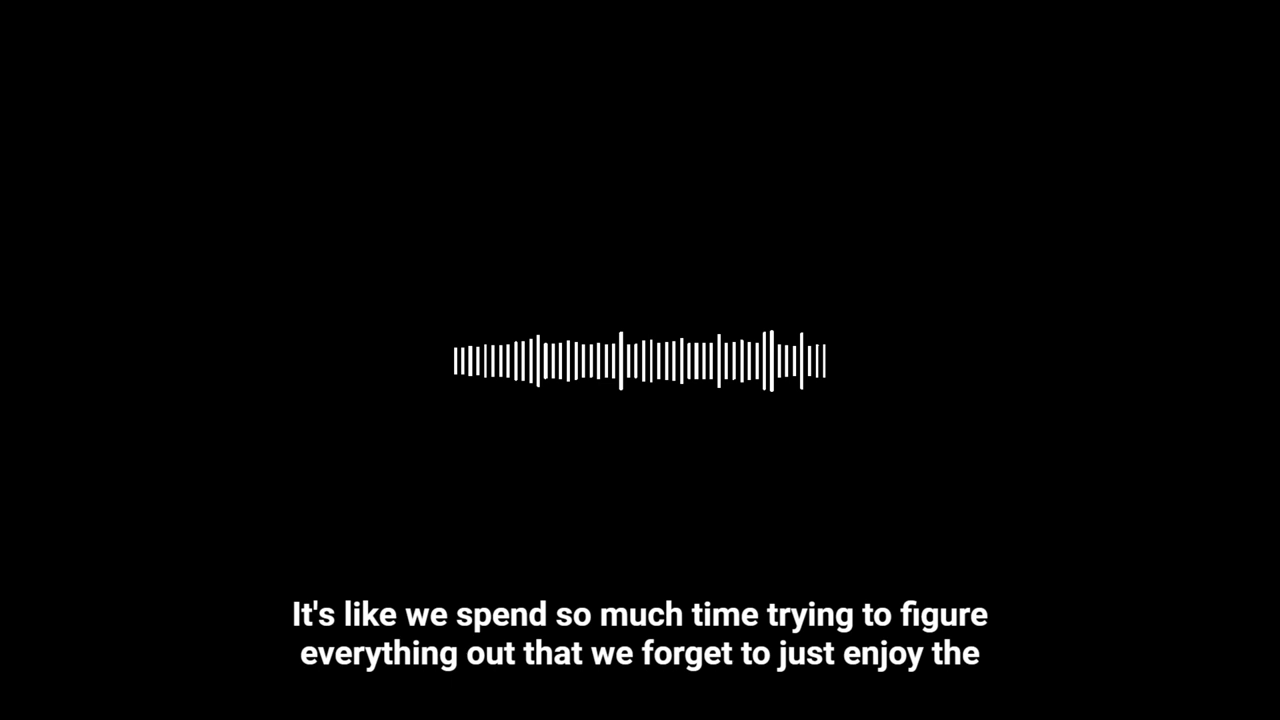 It's like we spend so much time trying to figure
everything out that we forget to just enjoy the